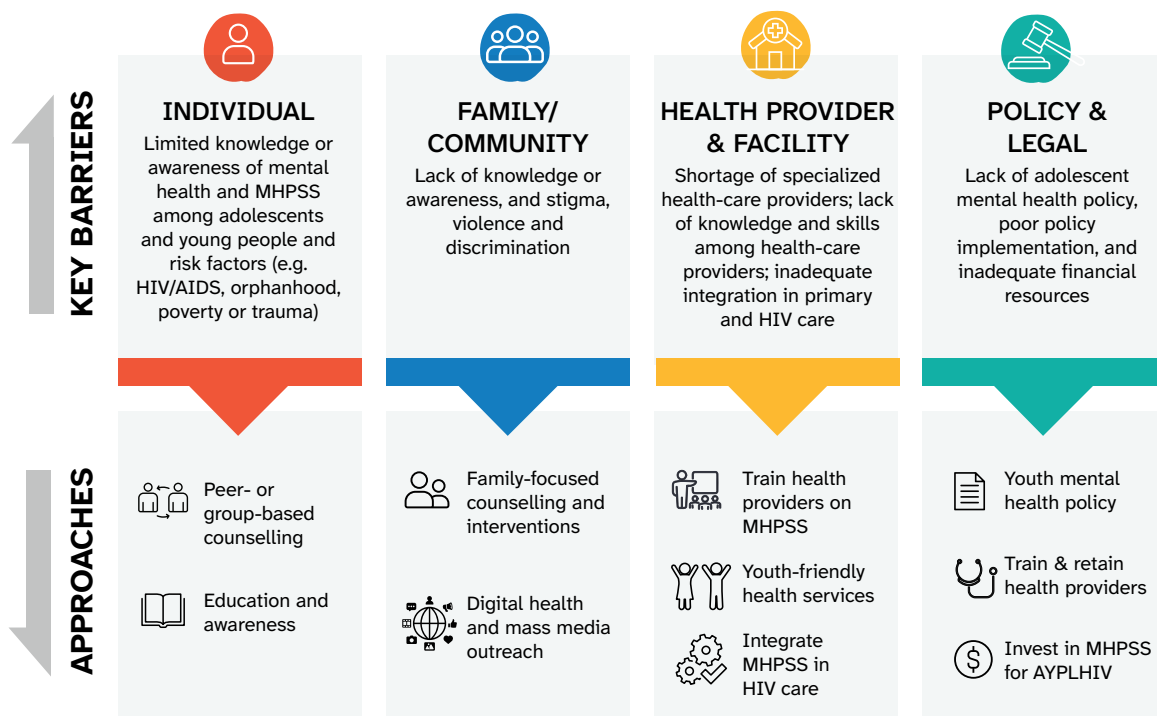 KEY BARRIERS
INDIVIDUAL
Limited knowledge or
awareness of mental
health and MHPSS
among adolescents
and young people and
risk factors (e.g.
HIV/AIDS, orphanhood,
poverty or trauma)
FAMILY/
COMMUNITY
Lack of knowledge or
awareness, and stigma,
violence and
discrimination
HEALTH PROVIDER
& FACILITY
Shortage of specialized
health-care providers; lack
of knowledge and skills
among health-care
providers; inadequate
integration in primary
and HIV care
POLICY &
LEGAL
Lack of adolescent
mental health policy,
poor policy
implementation, and
inadequate financial
resources
APPROACHES
Peer- or
group-based
counselling
Education and
awareness
Family-focused
counselling and
interventions
Digital health
and mass media
outreach
Train health
providers on
MHPSS
Youth-friendly
health services
Integrate
MHPSS in
HIV care
Youth mental
health policy
Train & retain
health providers
$
Invest in MHPSS
for AYPLHIV